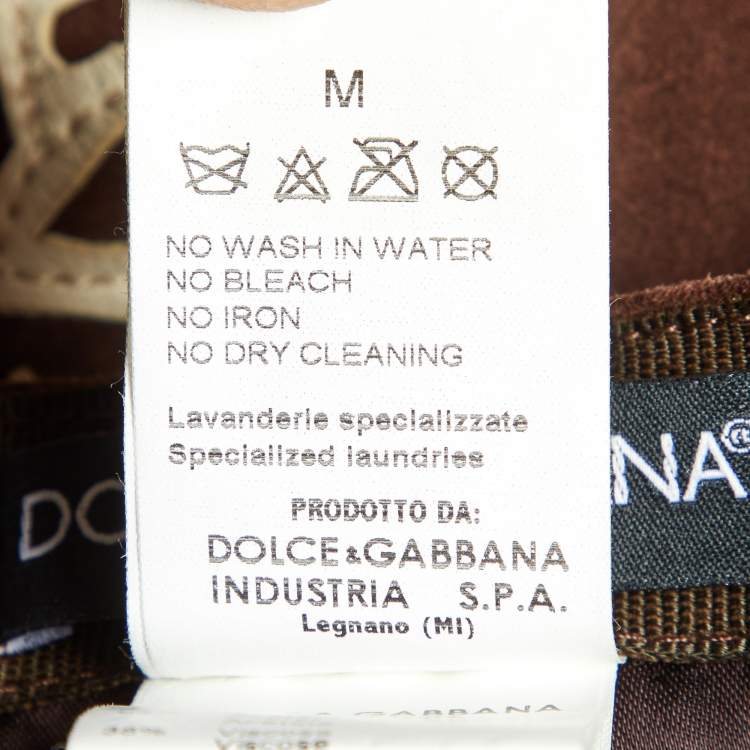 M
NO WASH IN WATER
NO BLEACH
NO IRON
NO DRY CLEANING
Lavanderie specializzate
Specialized laundries
PRODOTTO DA:
DOLCE&GABBANA
INDUSTRIA S.P.A.
Legnano (MI)
DO
NA®
Viscose